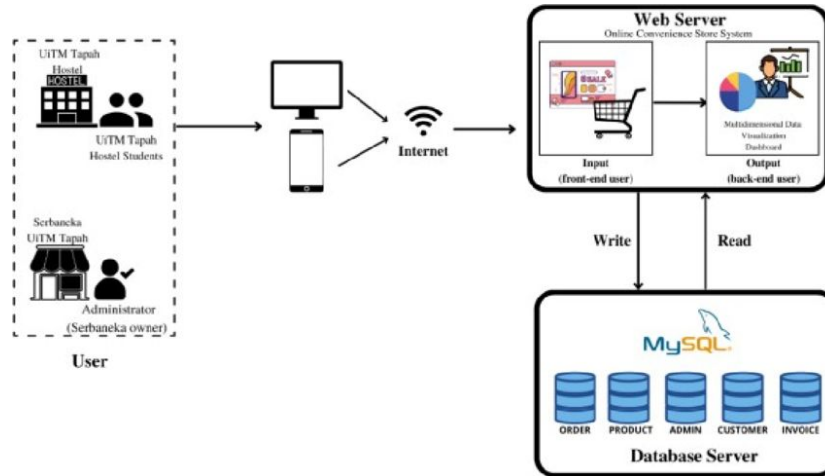 UiTM Tapah
Hostel
HOSTEL
UiTM Tapah
Hostel Students
Serbaneka
UiTM Tapah
Administrator
(Serbaneka owner)
User
Internet
Web Server
Online Convenience Store System
SALE
Input
(front-end user)
Multidimensional Data
Visualization
Dashboard
Output
(back-end user)
Write
Read
MySQL
ORDER
PRODUCT
ADMIN
CUSTOMER
INVOICE
Database Server